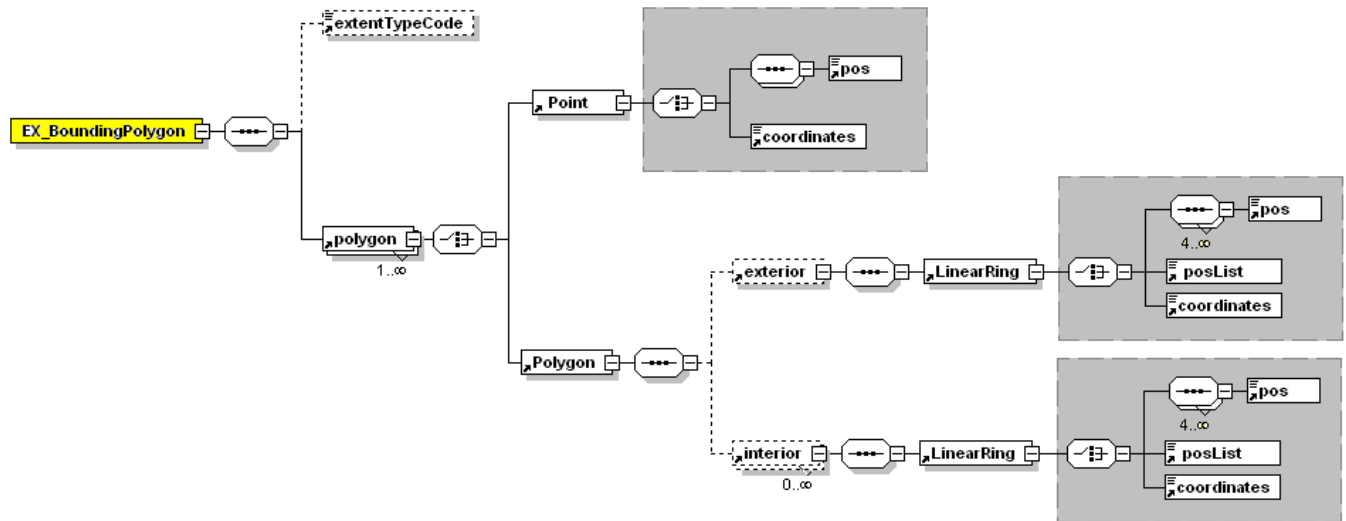 extentTypeCode
EX_BoundingPolygon
polygon
1..∞
Point
pos
coordinates
Polygon
exterior
LinearRing
pos
4..∞
posList
coordinates
interior
0..∞
LinearRing
pos
4..∞
posList
coordinates